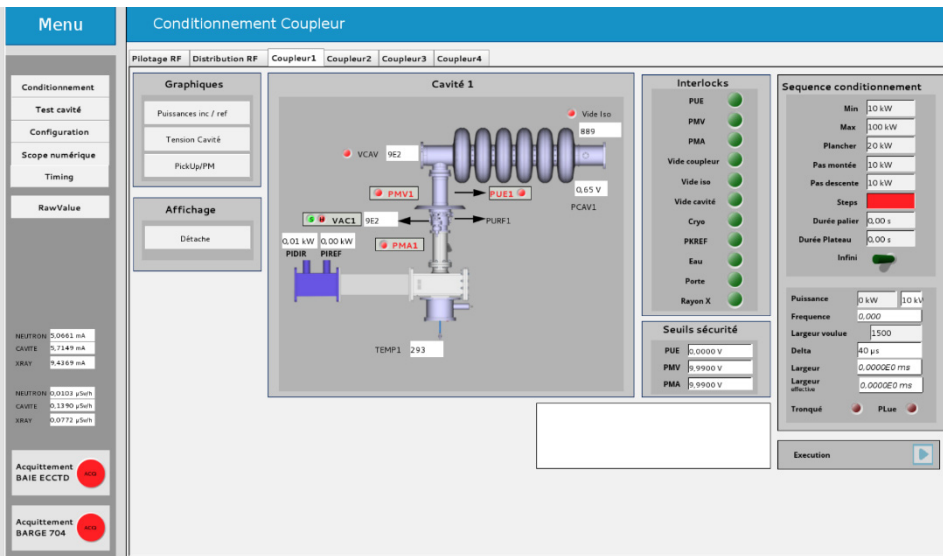 Menu
Conditionnement Coupleur
Pilotage RF
Distribution RF
Coupleur1
Coupleur2
Coupleur3
Coupleur4
Conditionnement
Test cavité
Configuration
Scope numérique
Timing
RawValue
NEUTRON 5,0661 mA
CAVITE 5,7149 mA
XRAY 9,4369 mA
NEUTRON 0,0103 µSv/h
CAVITE 0,1390 µSv/h
XRAY 0,0772 µSv/h
Acquittement
BAIE ECCTD
ACQ
Acquittement
BARGE 704
ACQ
Graphiques
Puissances inc / ref
Tension Cavité
PickUp/PM
Affichage
Détache
Cavité 1
Vide Iso
889
VCAV 9E2
PMV1
PUE1
0,65 V
PCAV1
VAC1 9E2
PURF1
0,01 kW 0,00 kW
PIDIR PIREF
PMA1
TEMP1 293
Interlocks
PUE
PMV
PMA
Vide coupleur
Vide iso
Vide cavité
Cryo
PKREF
Eau
Porte
Rayon X
Seuils sécurité
PUE 0,0000 V
PMV 9,9900 V
PMA 9,9900 V
Sequence conditionnement
Min 10 kW
Max 100 kW
Plancher 20 kW
Pas montée 10 kW
Pas descente 10 kW
Steps
Durée palier 0,00 s
Durée Plateau 0,00 s
Infini
Puissance 0 kW 10 kV
Frequence 0,000
Largeur voulue 1500
Delta 40 µs
Largeur 0,0000E0 ms
Largeur
effective 0,0000E0 ms
Tronqué PLue
Execution